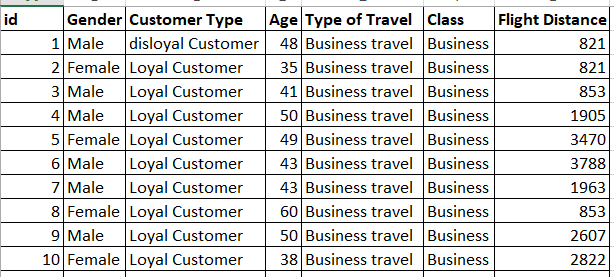 id Gender Customer Type Age Type of Travel Class Flight Distance
1 Male disloyal Customer 48 Business travel Business 821
2 Female Loyal Customer 35 Business travel Business 821
3 Male Loyal Customer 41 Business travel Business 853
4 Male Loyal Customer 50 Business travel Business 1905
5 Female Loyal Customer 49 Business travel Business 3470
6 Male Loyal Customer 43 Business travel Business 3788
7 Male Loyal Customer 43 Business travel Business 1963
8 Female Loyal Customer 60 Business travel Business 853
9 Male Loyal Customer 50 Business travel Business 2607
10 Female Loyal Customer 38 Business travel Business 2822